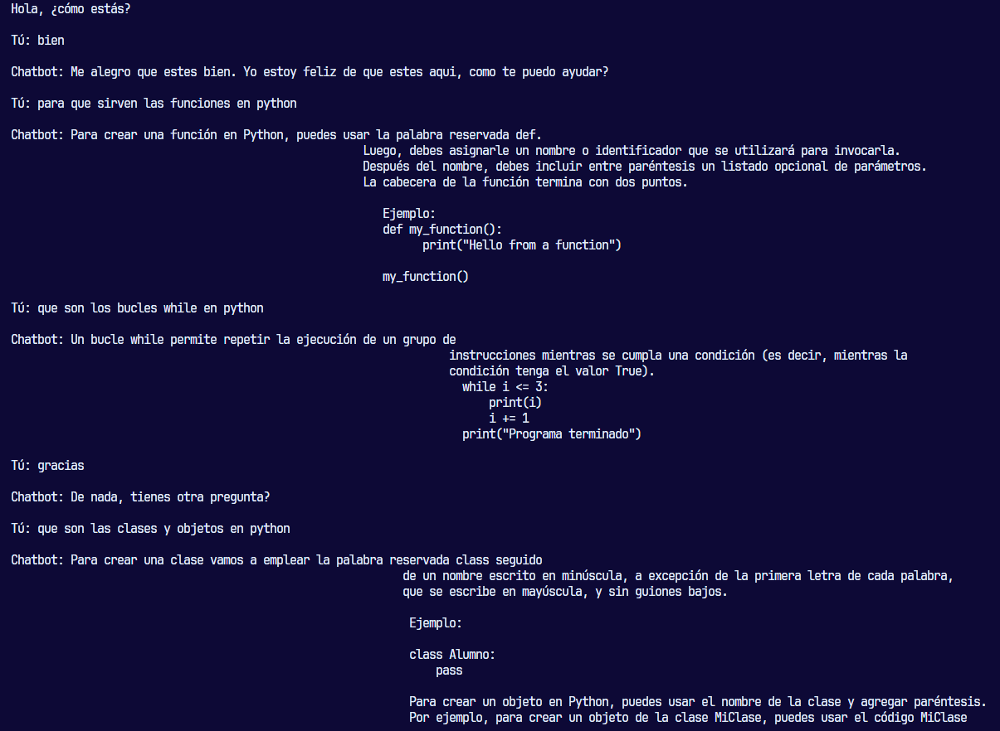 Hola, ¿cómo estás?
Tú: bien
Chatbot: Me alegro que estes bien. Yo estoy feliz de que estes aqui, como te puedo ayudar?
Tú: para que sirven las funciones en python
Chatbot: Para crear una función en Python, puedes usar la palabra reservada def.
Luego, debes asignarle un nombre o identificador que se utilizará para invocarla.
Después del nombre, debes incluir entre paréntesis un listado opcional de parámetros.
La cabecera de la función termina con dos puntos.
Ejemplo:
def my_function():
print("Hello from a function")
my_function()
Tú: que son los bucles while en python
Chatbot: Un bucle while permite repetir la ejecución de un grupo de
instrucciones mientras se cumpla una condición (es decir, mientras la
condición tenga el valor True).
while i <= 3:
print(i)
i += 1
print("Programa terminado")
Tú: gracias
Chatbot: De nada, tienes otra pregunta?
Tú: que son las clases y objetos en python
Chatbot: Para crear una clase vamos a emplear la palabra reservada class seguido
de un nombre escrito en minúscula, a excepción de la primera letra de cada palabra,
que se escribe en mayúscula, y sin guiones bajos.
Ejemplo:
class Alumno:
pass
Para crear un objeto en Python, puedes usar el nombre de la clase y agregar paréntesis.
Por ejemplo, para crear un objeto de la clase MiClase, puedes usar el código MiClase